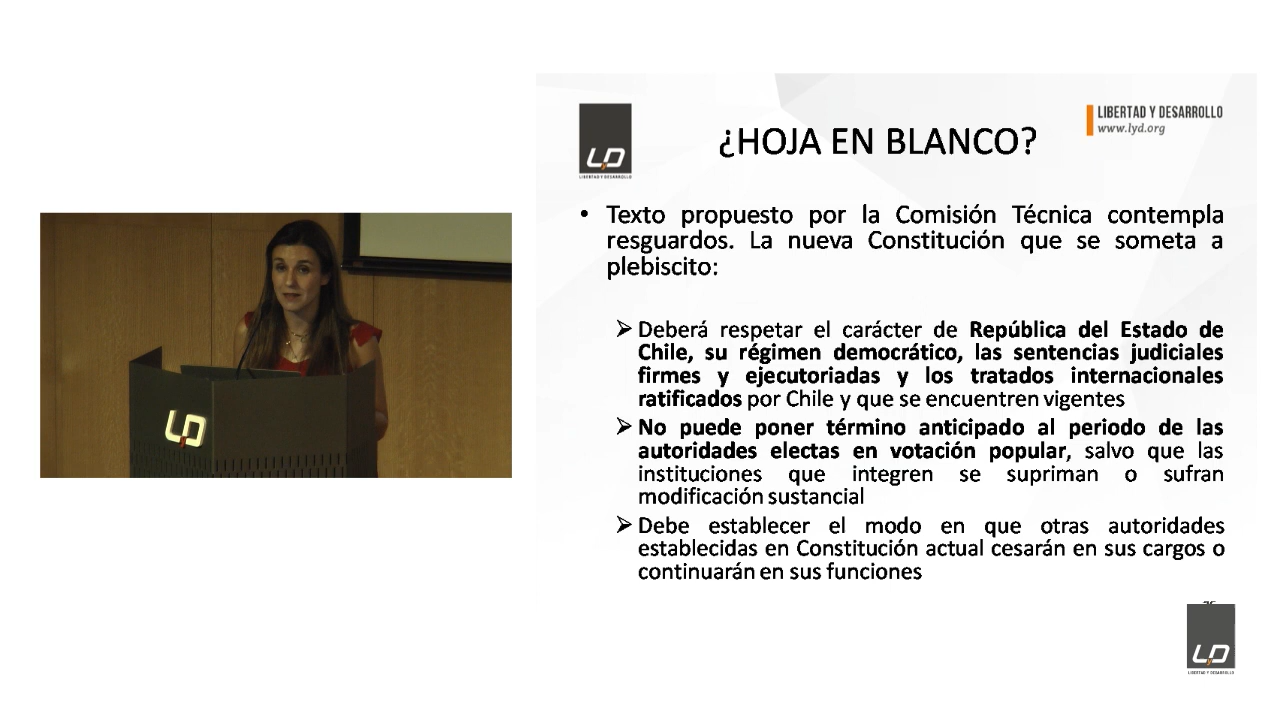 LyD
LIBERTAD Y DESARROLLO
¿HOJA EN BLANCO?
LIBERTAD Y DESARROLLO
www.lyd.org
• Texto propuesto por la Comisión Técnica contempla
resguardos. La nueva Constitución que se someta a
plebiscito:
➢ Deberá respetar el carácter de República del Estado de
Chile, su régimen democrático, las sentencias judiciales
firmes y ejecutoriadas y los tratados internacionales
ratificados por Chile y que se encuentren vigentes
➢ No puede poner término anticipado al periodo de las
autoridades electas en votación popular, salvo que las
instituciones que integren se supriman o sufran
modificación sustancial
➢ Debe establecer el modo en que otras autoridades
establecidas en Constitución actual cesarán en sus cargos o
continuarán en sus funciones
LyD
LyD
LIBERTAD Y DESARROLLO